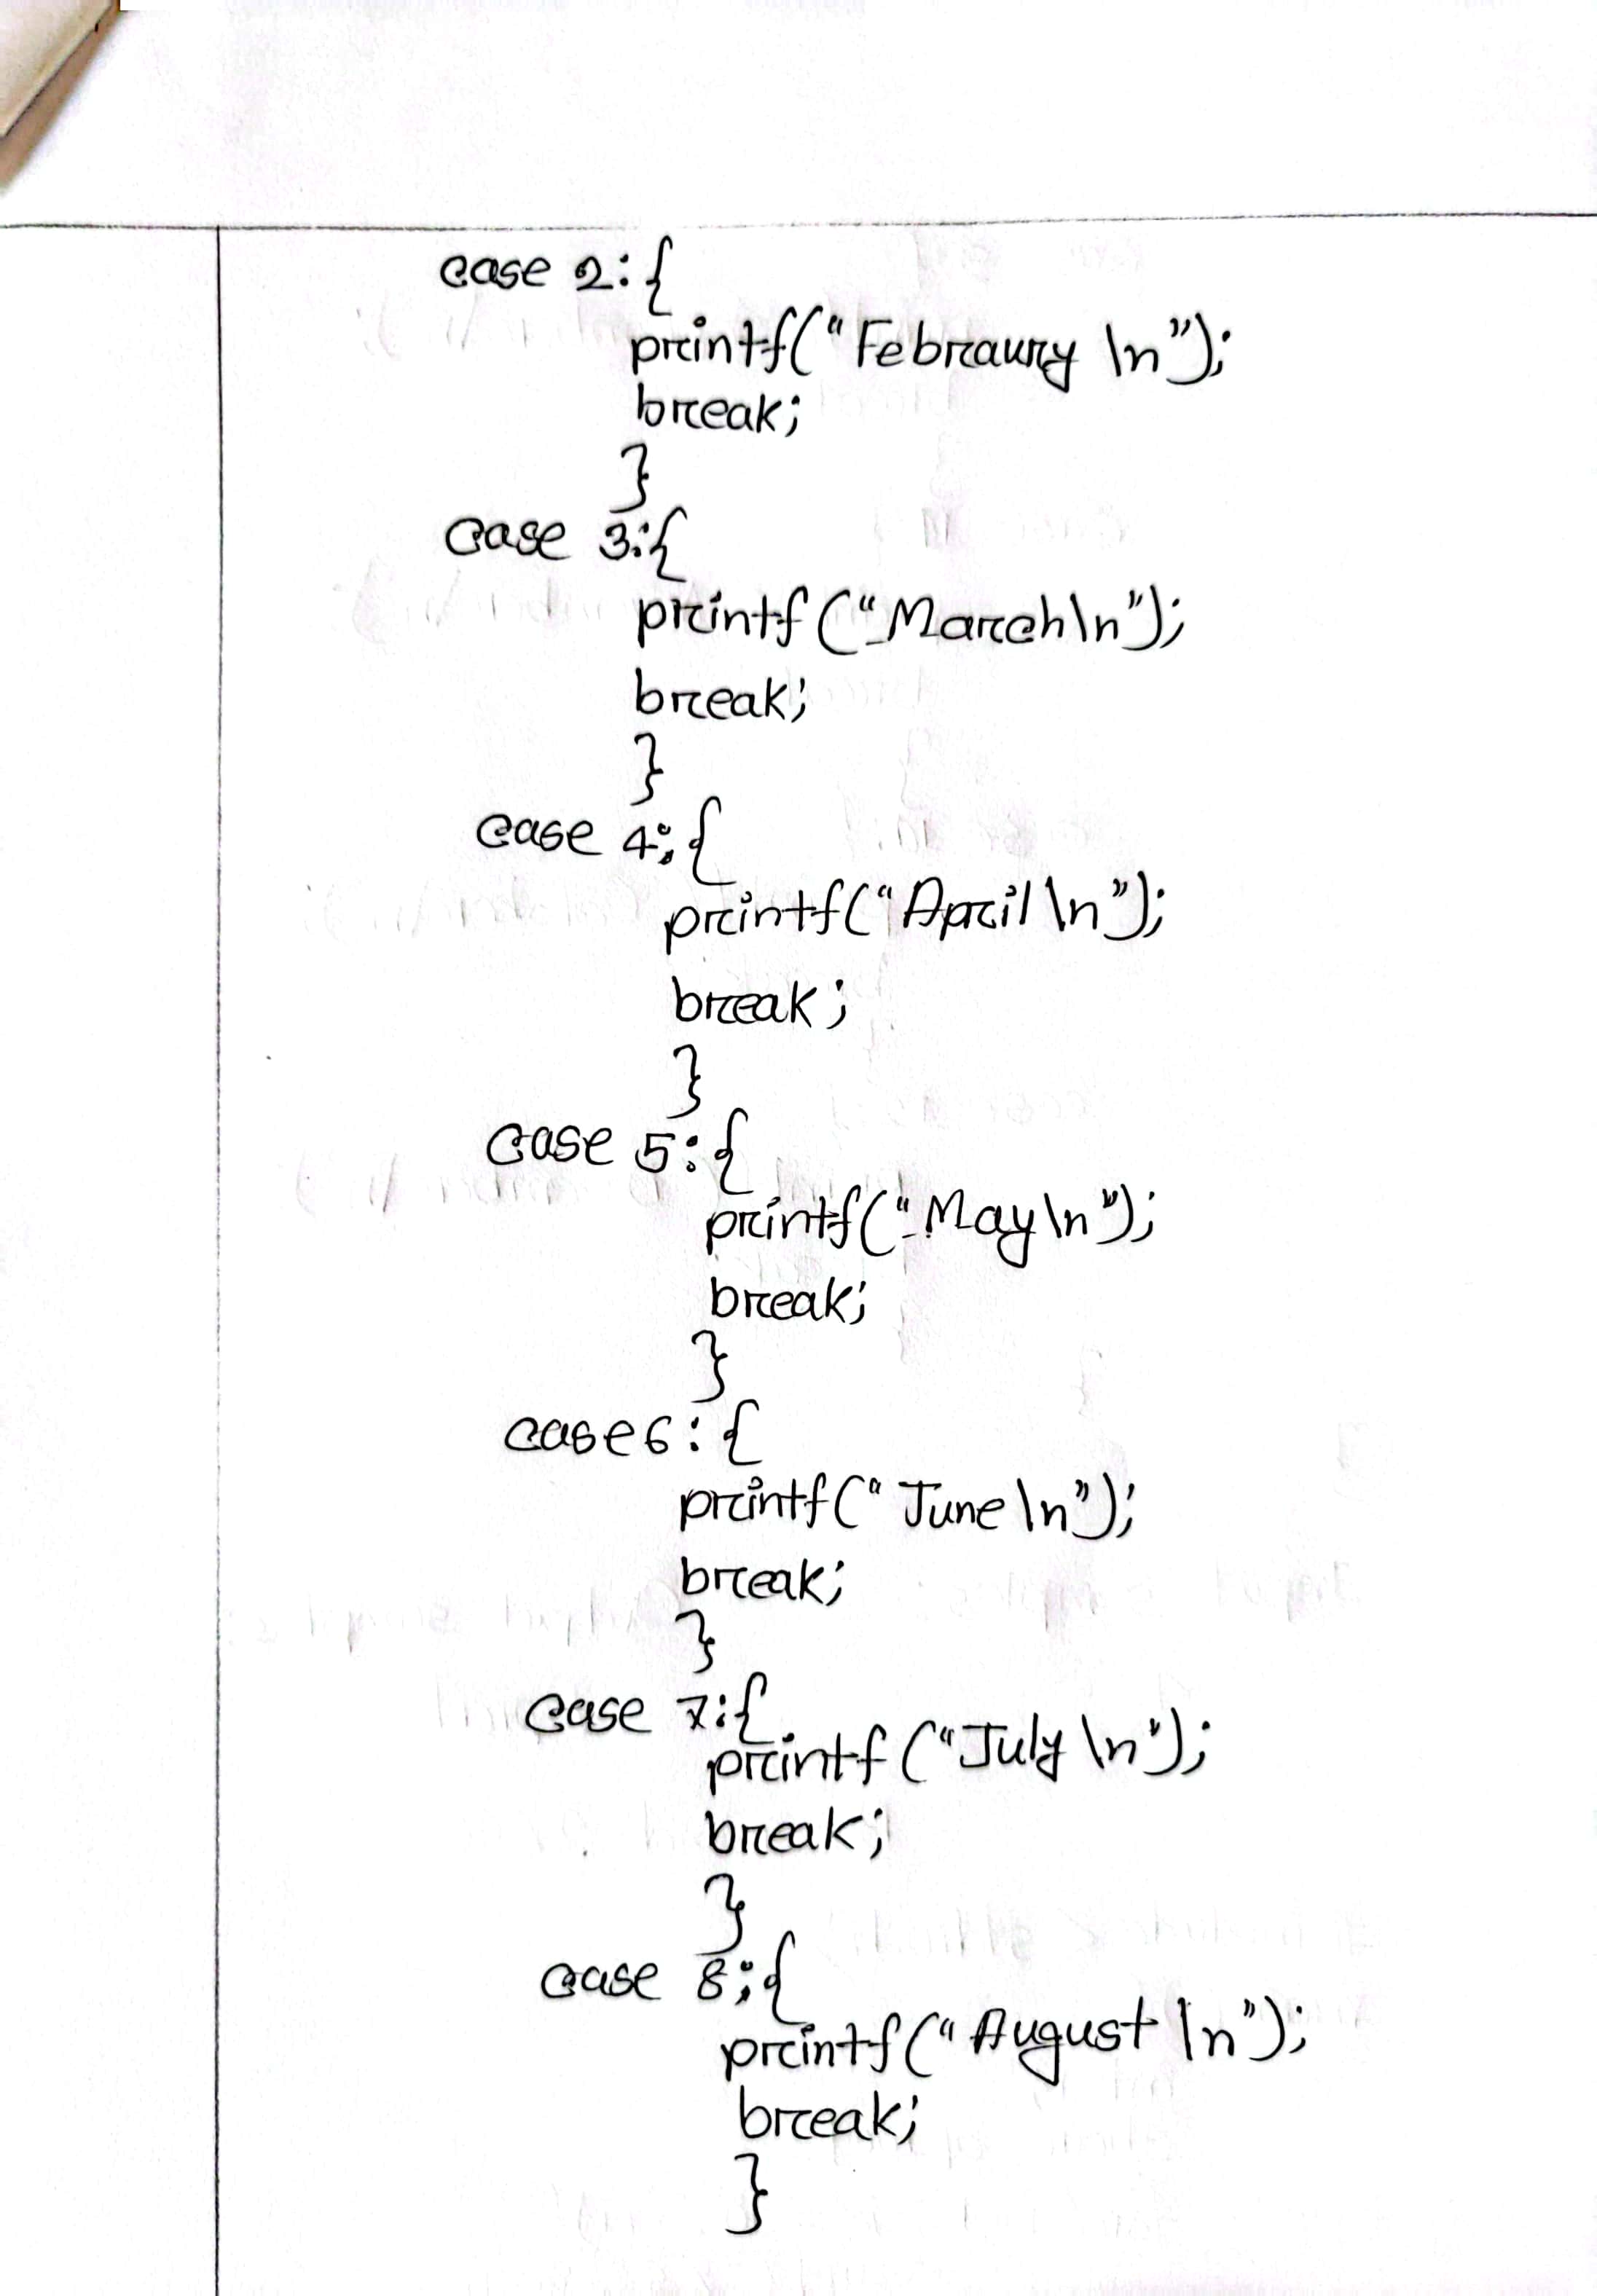 case 2:{
printf("Febraury \n");
break;
}
case 3:{
printf("March\n");
break;
}
case 4:{
printf("April \n");
break;
}
case 5:{
printf("May\n");
break;
}
case6:{
printf("June \n");
break;
}
case 7:{
printf("July \n");
break;
}
case 8;{
printf("August \n");
break;
}